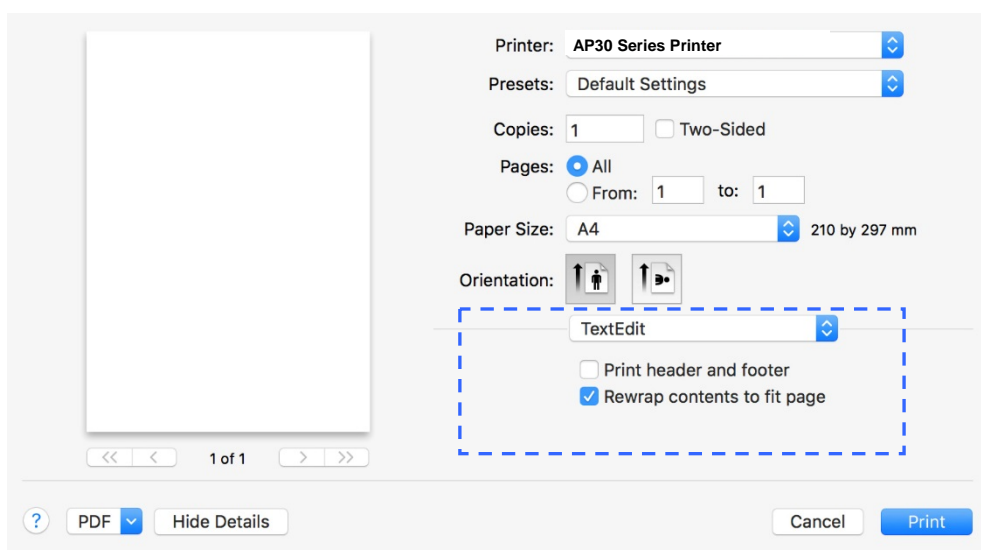 Printer: AP30 Series Printer
Presets: Default Settings
Copies: 1 Two-Sided
Pages: All
From: 1 to: 1
Paper Size: A4 210 by 297 mm
Orientation:
TextEdit
Print header and footer
Rewrap contents to fit page
<< < 1 of 1 > >>
? PDF Hide Details Cancel Print